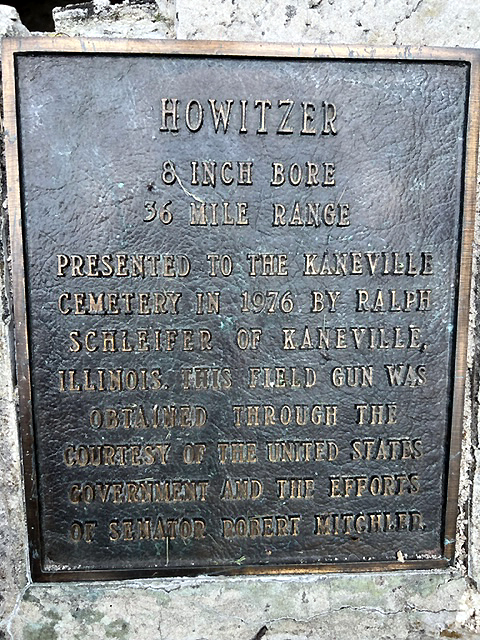 HOWITZER
8 INCH BORE
36 MILE RANGE
PRESENTED TO THE KANEVILLE
CEMETERY IN 1976 BY RALPH
SCHLEIFER OF KANEVILLE,
ILLINOIS. THIS FIELD GUN WAS
OBTAINED THROUGH THE
COURTESY OF THE UNITED STATES
GOVERNMENT AND THE EFFORTS
OF SENATOR ROBERT MITCHLER.